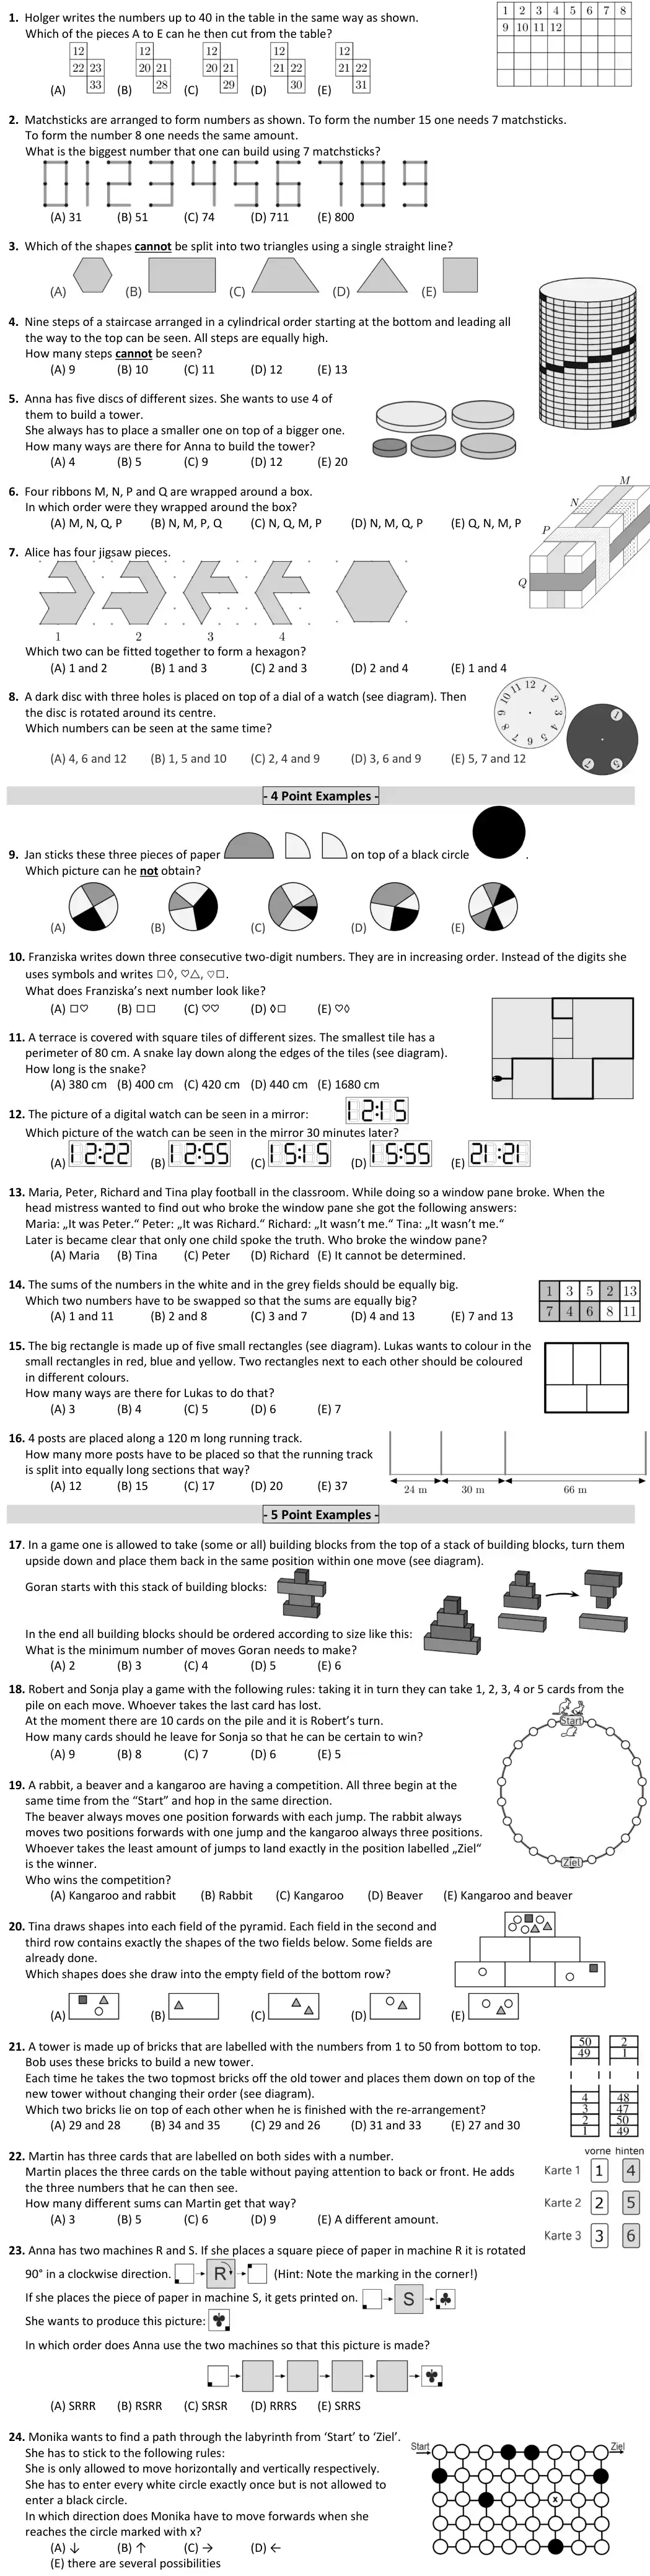 1. Holger writes the numbers up to 40 in the table in the same way as shown.
Which of the pieces A to E can he then cut from the table?
1 2 3 4 5 6 7 8
9 10 11 12
12 12 12 12 12
22 23 20 21 20 21 21 22 21 22
(A) 33 (B) 28 (C) 29 (D) 30 (E) 31
2. Matchsticks are arranged to form numbers as shown. To form the number 15 one needs 7 matchsticks.
To form the number 8 one needs the same amount.
What is the biggest number that one can build using 7 matchsticks?
0 1 2 3 4 5 6 7 8 9
(A) 31 (B) 51 (C) 74 (D) 711 (E) 800
3. Which of the shapes cannot be split into two triangles using a single straight line?
(A) (B) (C) (D) (E)
4. Nine steps of a staircase arranged in a cylindrical order starting at the bottom and leading all
the way to the top can be seen. All steps are equally high.
How many steps cannot be seen?
(A) 9 (B) 10 (C) 11 (D) 12 (E) 13
5. Anna has five discs of different sizes. She wants to use 4 of
them to build a tower.
She always has to place a smaller one on top of a bigger one.
How many ways are there for Anna to build the tower?
(A) 4 (B) 5 (C) 9 (D) 12 (E) 20
6. Four ribbons M, N, P and Q are wrapped around a box.
In which order were they wrapped around the box?
(A) M, N, Q, P (B) N, M, P, Q (C) N, Q, M, P (D) N, M, Q, P (E) Q, N, M, P
M
N
P
Q
7. Alice has four jigsaw pieces.
1 2 3 4
Which two can be fitted together to form a hexagon?
(A) 1 and 2 (B) 1 and 3 (C) 2 and 3 (D) 2 and 4 (E) 1 and 4
8. A dark disc with three holes is placed on top of a dial of a watch (see diagram). Then
the disc is rotated around its centre.
Which numbers can be seen at the same time?
12 1 2 3 4 5 6 7 8 9 10 11
1 5 7
(A) 4, 6 and 12 (B) 1, 5 and 10 (C) 2, 4 and 9 (D) 3, 6 and 9 (E) 5, 7 and 12
- 4 Point Examples -
9. Jan sticks these three pieces of paper on top of a black circle .
Which picture can he not obtain?
(A) (B) (C) (D) (E)
10. Franziska writes down three consecutive two-digit numbers. They are in increasing order. Instead of the digits she
uses symbols and writes □◊, ♡△, ♡□.
What does Franziska's next number look like?
(A) □♡ (B) □□ (C) ♡♡ (D) ◊□ (E) ♡◊
11. A terrace is covered with square tiles of different sizes. The smallest tile has a
perimeter of 80 cm. A snake lay down along the edges of the tiles (see diagram).
How long is the snake?
(A) 380 cm (B) 400 cm (C) 420 cm (D) 440 cm (E) 1680 cm
12. The picture of a digital watch can be seen in a mirror: 12:15
Which picture of the watch can be seen in the mirror 30 minutes later?
(A) 12:22 (B) 12:55 (C) 15:15 (D) 15:55 (E) 21:21
13. Maria, Peter, Richard and Tina play football in the classroom. While doing so a window pane broke. When the
head mistress wanted to find out who broke the window pane she got the following answers:
Maria: „It was Peter.“ Peter: „It was Richard.“ Richard: „It wasn't me.“ Tina: „It wasn't me.“
Later is became clear that only one child spoke the truth. Who broke the window pane?
(A) Maria (B) Tina (C) Peter (D) Richard (E) It cannot be determined.
14. The sums of the numbers in the white and in the grey fields should be equally big.
Which two numbers have to be swapped so that the sums are equally big?
(A) 1 and 11 (B) 2 and 8 (C) 3 and 7 (D) 4 and 13 (E) 7 and 13
1 3 5 2 13
7 4 6 8 11
15. The big rectangle is made up of five small rectangles (see diagram). Lukas wants to colour in the
small rectangles in red, blue and yellow. Two rectangles next to each other should be coloured
in different colours.
How many ways are there for Lukas to do that?
(A) 3 (B) 4 (C) 5 (D) 6 (E) 7
16. 4 posts are placed along a 120 m long running track.
How many more posts have to be placed so that the running track
is split into equally long sections that way?
(A) 12 (B) 15 (C) 17 (D) 20 (E) 37
24 m 30 m 66 m
- 5 Point Examples -
17. In a game one is allowed to take (some or all) building blocks from the top of a stack of building blocks, turn them
upside down and place them back in the same position within one move (see diagram).
Goran starts with this stack of building blocks:
In the end all building blocks should be ordered according to size like this:
What is the minimum number of moves Goran needs to make?
(A) 2 (B) 3 (C) 4 (D) 5 (E) 6
18. Robert and Sonja play a game with the following rules: taking it in turn they can take 1, 2, 3, 4 or 5 cards from the
pile on each move. Whoever takes the last card has lost.
At the moment there are 10 cards on the pile and it is Robert's turn.
How many cards should he leave for Sonja so that he can be certain to win?
(A) 9 (B) 8 (C) 7 (D) 6 (E) 5
19. A rabbit, a beaver and a kangaroo are having a competition. All three begin at the
same time from the “Start” and hop in the same direction.
The beaver always moves one position forwards with each jump. The rabbit always
moves two positions forwards with one jump and the kangaroo always three positions.
Whoever takes the least amount of jumps to land exactly in the position labelled „Ziel“
is the winner.
Who wins the competition?
(A) Kangaroo and rabbit (B) Rabbit (C) Kangaroo (D) Beaver (E) Kangaroo and beaver
Start
Ziel
20. Tina draws shapes into each field of the pyramid. Each field in the second and
third row contains exactly the shapes of the two fields below. Some fields are
already done.
Which shapes does she draw into the empty field of the bottom row?
(A) (B) (C) (D) (E)
21. A tower is made up of bricks that are labelled with the numbers from 1 to 50 from bottom to top.
Bob uses these bricks to build a new tower.
Each time he takes the two topmost bricks off the old tower and places them down on top of the
new tower without changing their order (see diagram).
Which two bricks lie on top of each other when he is finished with the re-arrangement?
(A) 29 and 28 (B) 34 and 35 (C) 29 and 26 (D) 31 and 33 (E) 27 and 30
50 2
49 1
4 48
3 47
2 50
1 49
22. Martin has three cards that are labelled on both sides with a number.
Martin places the three cards on the table without paying attention to back or front. He adds
the three numbers that he can then see.
How many different sums can Martin get that way?
(A) 3 (B) 5 (C) 6 (D) 9 (E) A different amount.
vorne hinten
Karte 1 1 4
Karte 2 2 5
Karte 3 3 6
23. Anna has two machines R and S. If she places a square piece of paper in machine R it is rotated
90° in a clockwise direction. R (Hint: Note the marking in the corner!)
If she places the piece of paper in machine S, it gets printed on. S
She wants to produce this picture:
In which order does Anna use the two machines so that this picture is made?
(A) SRRR (B) RSRR (C) SRSR (D) RRRS (E) SRRS
24. Monika wants to find a path through the labyrinth from ‘Start’ to ‘Ziel’.
She has to stick to the following rules:
She is only allowed to move horizontally and vertically respectively.
She has to enter every white circle exactly once but is not allowed to
enter a black circle.
In which direction does Monika have to move forwards when she
reaches the circle marked with x?
(A) ↓ (B) ↑ (C) → (D) ←
(E) there are several possibilities
Start Ziel
x